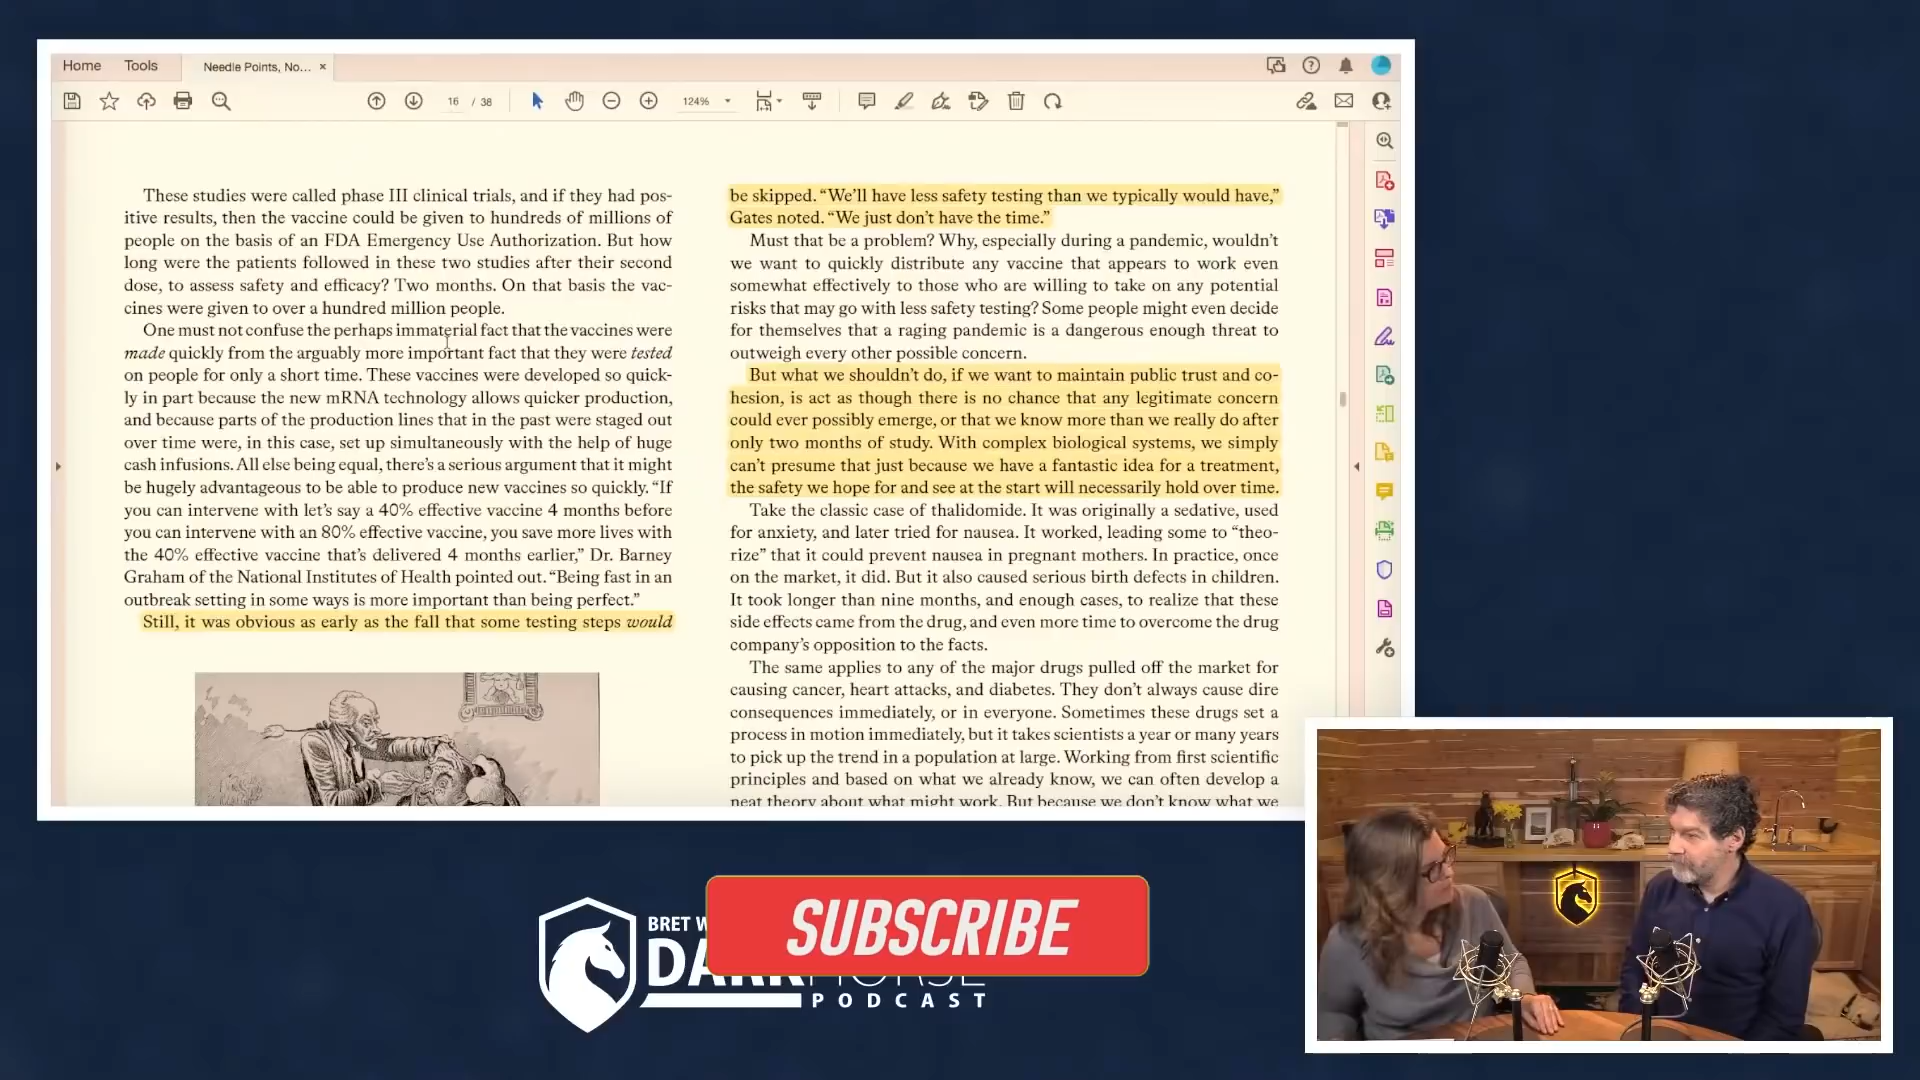 Home Tools Needle Points, No... ×
16 / 38 124%
These studies were called phase III clinical trials, and if they had pos-
itive results, then the vaccine could be given to hundreds of millions of
people on the basis of an FDA Emergency Use Authorization. But how
long were the patients followed in these two studies after their second
dose, to assess safety and efficacy? Two months. On that basis the vac-
cines were given to over a hundred million people.
One must not confuse the perhaps immaterial fact that the vaccines were
made quickly from the arguably more important fact that they were tested
on people for only a short time. These vaccines were developed so quick-
ly in part because the new mRNA technology allows quicker production,
and because parts of the production lines that in the past were staged out
over time were, in this case, set up simultaneously with the help of huge
cash infusions. All else being equal, there’s a serious argument that it might
be hugely advantageous to be able to produce new vaccines so quickly. “If
you can intervene with let’s say a 40% effective vaccine 4 months before
you can intervene with an 80% effective vaccine, you save more lives with
the 40% effective vaccine that’s delivered 4 months earlier,” Dr. Barney
Graham of the National Institutes of Health pointed out. “Being fast in an
outbreak setting in some ways is more important than being perfect.”
Still, it was obvious as early as the fall that some testing steps would
be skipped. “We’ll have less safety testing than we typically would have,”
Gates noted. “We just don’t have the time.”
Must that be a problem? Why, especially during a pandemic, wouldn’t
we want to quickly distribute any vaccine that appears to work even
somewhat effectively to those who are willing to take on any potential
risks that may go with less safety testing? Some people might even decide
for themselves that a raging pandemic is a dangerous enough threat to
outweigh every other possible concern.
But what we shouldn’t do, if we want to maintain public trust and co-
hesion, is act as though there is no chance that any legitimate concern
could ever possibly emerge, or that we know more than we really do after
only two months of study. With complex biological systems, we simply
can’t presume that just because we have a fantastic idea for a treatment,
the safety we hope for and see at the start will necessarily hold over time.
Take the classic case of thalidomide. It was originally a sedative, used
for anxiety, and later tried for nausea. It worked, leading some to “theo-
rize” that it could prevent nausea in pregnant mothers. In practice, once
on the market, it did. But it also caused serious birth defects in children.
It took longer than nine months, and enough cases, to realize that these
side effects came from the drug, and even more time to overcome the drug
company’s opposition to the facts.
The same applies to any of the major drugs pulled off the market for
causing cancer, heart attacks, and diabetes. They don’t always cause dire
consequences immediately, or in everyone. Sometimes these drugs set a
process in motion immediately, but it takes scientists a year or many years
to pick up the trend in a population at large. Working from first scientific
principles and based on what we already know, we can often develop a
neat theory about what might work. But because we don’t know what we
BRET W
SUBSCRIBE
PODCAST